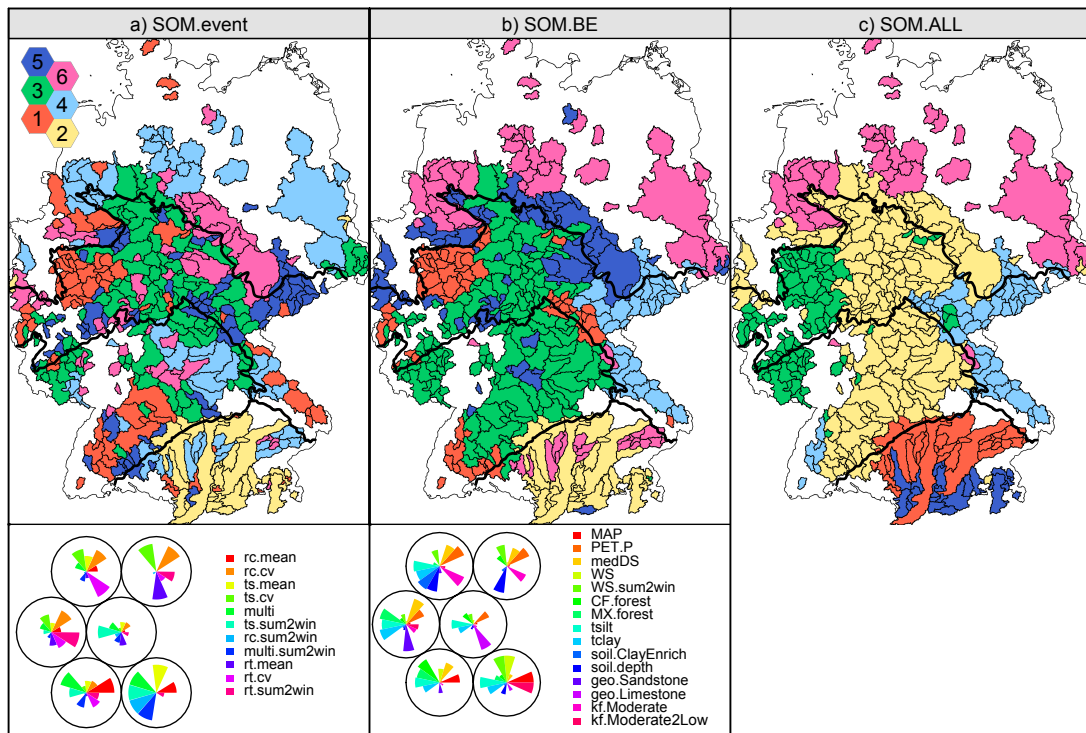 a) SOM.event
b) SOM.BE
c) SOM.ALL
5
6
3
4
1
2
rc.mean
rc.cv
ts.mean
ts.cv
multi
ts.sum2win
rc.sum2win
multi.sum2win
rt.mean
rt.cv
rt.sum2win
MAP
PET.P
medDS
WS
WS.sum2win
CF.forest
MX.forest
tsilt
tclay
soil.ClayEnrich
soil.depth
geo.Sandstone
geo.Limestone
kf.Moderate
kf.Moderate2Low